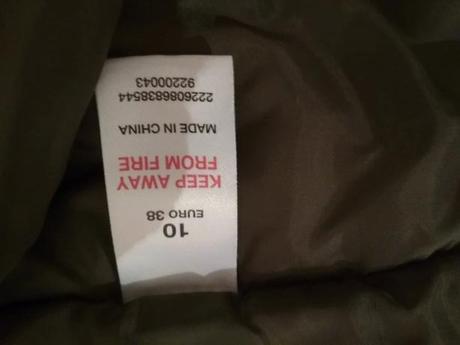 10
EURO 38
KEEP AWAY
FROM FIRE
MADE IN CHINA
2226086838544
92200043